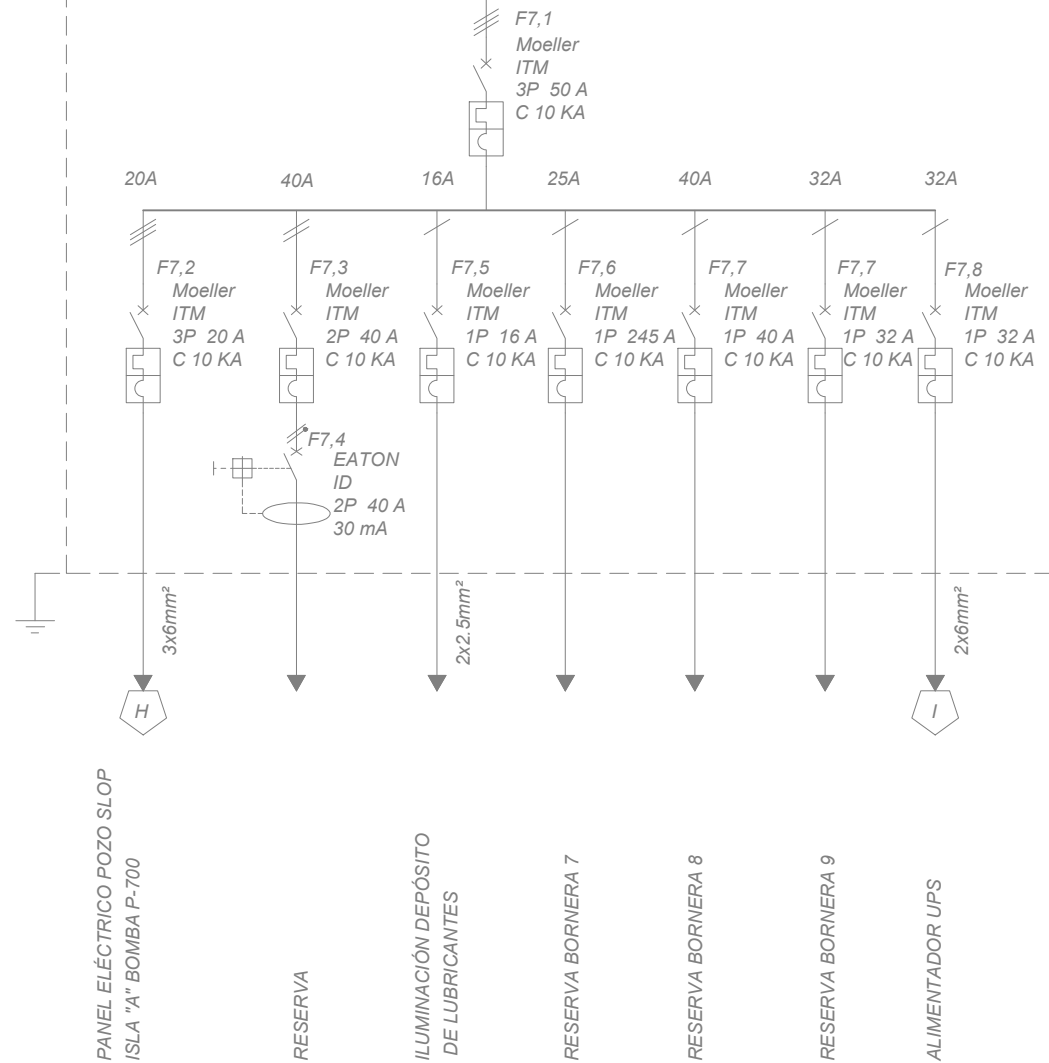 F7,1
Moeller
ITM
3P 50 A
C 10 KA
20A
40A
16A
25A
40A
32A
32A
F7,2
Moeller
ITM
3P 20 A
C 10 KA
F7,3
Moeller
ITM
2P 40 A
C 10 KA
F7,5
Moeller
ITM
1P 16 A
C 10 KA
F7,6
Moeller
ITM
1P 245 A
C 10 KA
F7,7
Moeller
ITM
1P 40 A
C 10 KA
F7,7
Moeller
ITM
1P 32 A
C 10 KA
F7,8
Moeller
ITM
1P 32 A
C 10 KA
F7,4
EATON
ID
2P 40 A
30 mA
3x6mm²
2x2.5mm²
2x6mm²
H
I
PANEL ELÉCTRICO POZO SLOP
ISLA "A" BOMBA P-700
RESERVA
ILUMINACIÓN DEPÓSITO
DE LUBRICANTES
RESERVA BORNERA 7
RESERVA BORNERA 8
RESERVA BORNERA 9
ALIMENTADOR UPS